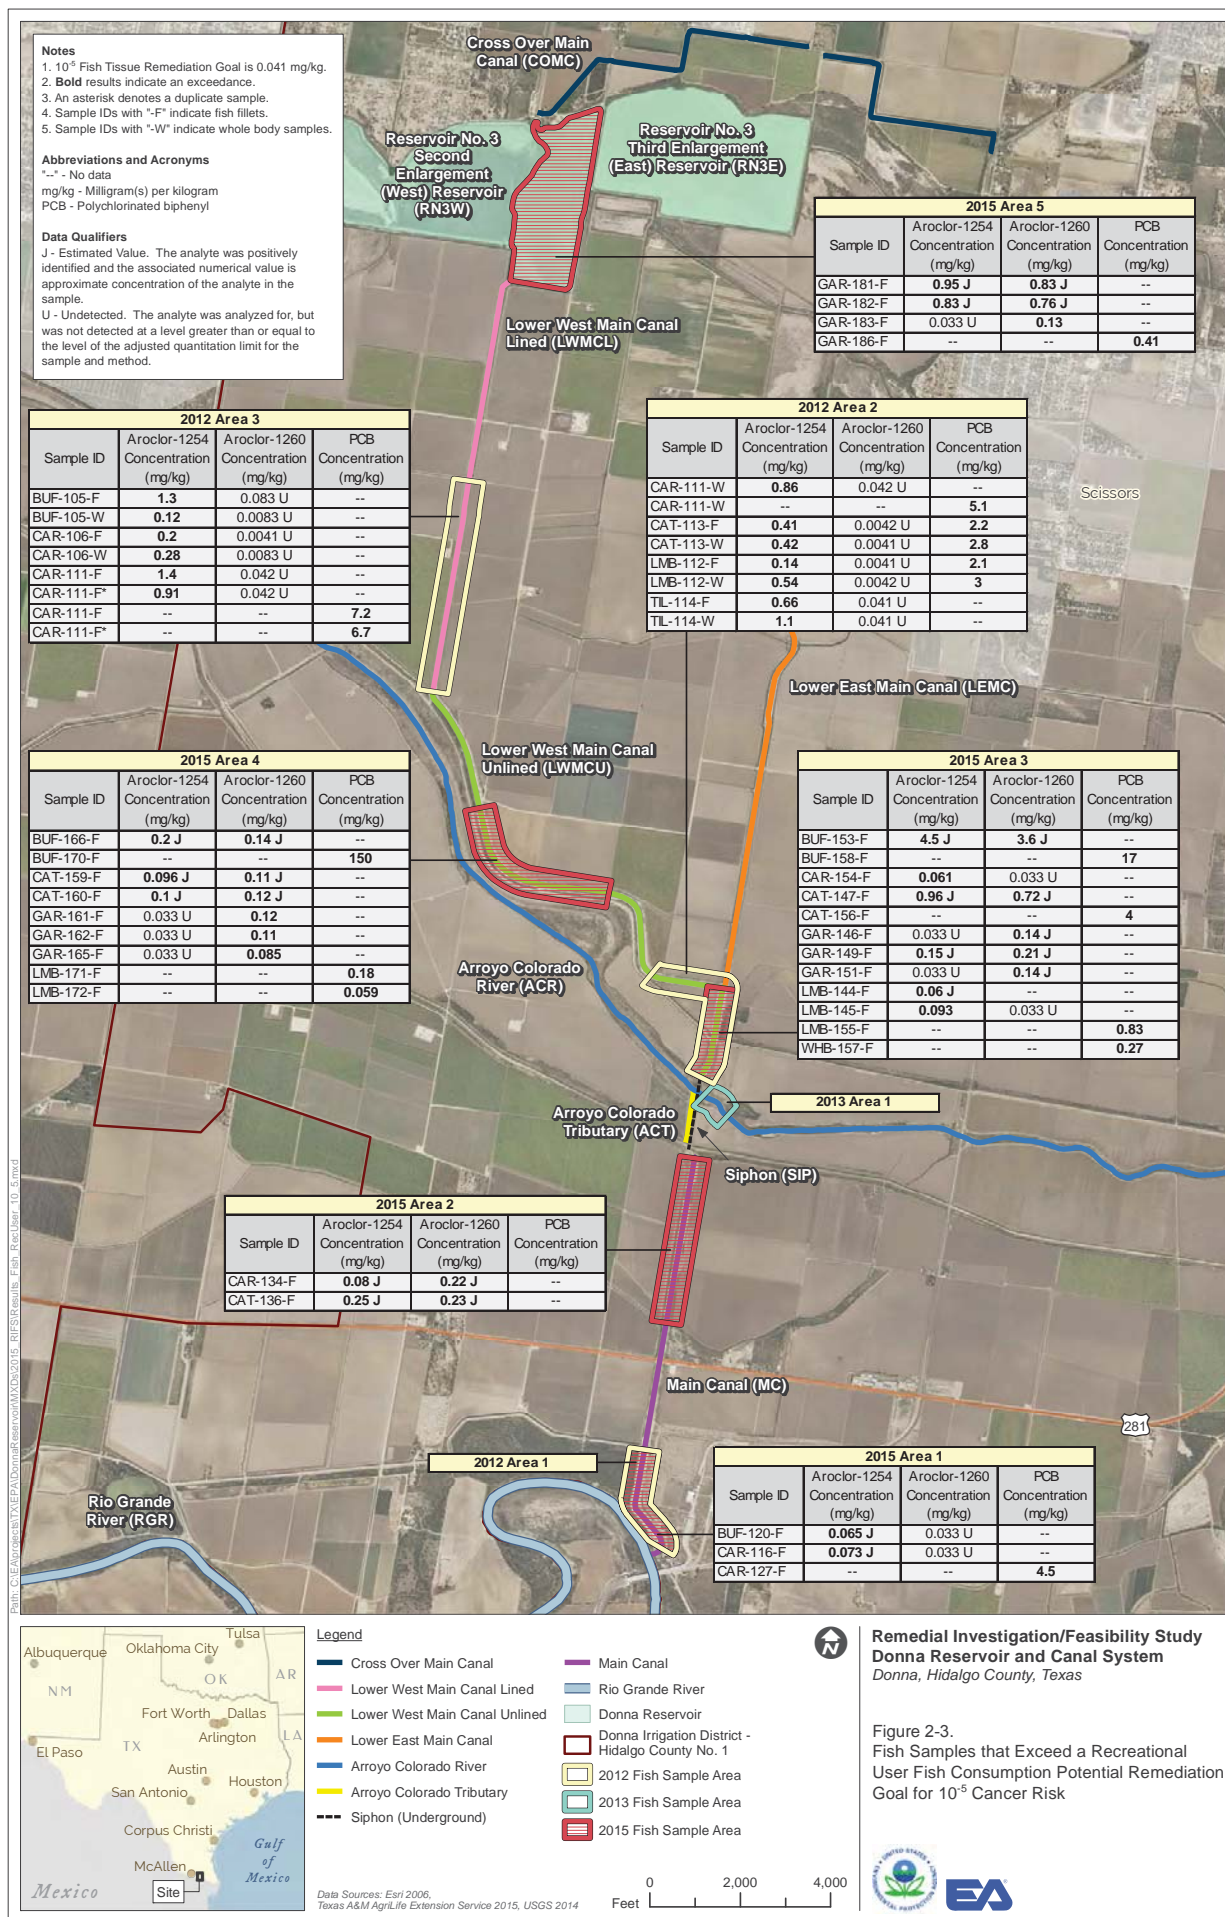 Notes
1. 10-5 Fish Tissue Remediation Goal is 0.041 mg/kg.
2. Bold results indicate an exceedance.
3. An asterisk denotes a duplicate sample.
4. Sample IDs with "-F" indicate fish fillets.
5. Sample IDs with "-W" indicate whole body samples.
Abbreviations and Acronyms
"--" - No data
mg/kg - Milligram(s) per kilogram
PCB - Polychlorinated biphenyl
Data Qualifiers
J - Estimated Value. The analyte was positively
identified and the associated numerical value is
approximate concentration of the analyte in the
sample.
U - Undetected. The analyte was analyzed for, but
was not detected at a level greater than or equal to
the level of the adjusted quantitation limit for the
sample and method.
Cross Over Main
Canal (COMC)
Reservoir No. 3
Second
Enlargement
(West) Reservoir
(RN3W)
Reservoir No. 3
Third Enlargement
(East) Reservoir (RN3E)
2015 Area 5
Sample ID Aroclor-1254 Concentration (mg/kg) Aroclor-1260 Concentration (mg/kg) PCB Concentration (mg/kg)
GAR-181-F 0.95 J 0.83 J --
GAR-182-F 0.83 J 0.76 J --
GAR-183-F 0.033 U 0.13 --
GAR-186-F -- -- 0.41
Lower West Main Canal
Lined (LWMCL)
2012 Area 3
Sample ID Aroclor-1254 Concentration (mg/kg) Aroclor-1260 Concentration (mg/kg) PCB Concentration (mg/kg)
BUF-105-F 1.3 0.083 U --
BUF-105-W 0.12 0.0083 U --
CAR-106-F 0.2 0.0041 U --
CAR-106-W 0.28 0.0083 U --
CAR-111-F 1.4 0.042 U --
CAR-111-F* 0.91 0.042 U --
CAR-111-F -- -- 7.2
CAR-111-F* -- -- 6.7
2012 Area 2
Sample ID Aroclor-1254 Concentration (mg/kg) Aroclor-1260 Concentration (mg/kg) PCB Concentration (mg/kg)
CAR-111-W 0.86 0.042 U --
CAR-111-W -- -- 5.1
CAT-113-F 0.41 0.0042 U 2.2
CAT-113-W 0.42 0.0041 U 2.8
LMB-112-F 0.14 0.0041 U 2.1
LMB-112-W 0.54 0.0042 U 3
TIL-114-F 0.66 0.041 U --
TIL-114-W 1.1 0.041 U --
Scissors
Lower East Main Canal (LEMC)
Lower West Main Canal
Unlined (LWMCU)
2015 Area 4
Sample ID Aroclor-1254 Concentration (mg/kg) Aroclor-1260 Concentration (mg/kg) PCB Concentration (mg/kg)
BUF-166-F 0.2 J 0.14 J --
BUF-170-F -- -- 150
CAT-159-F 0.096 J 0.11 J --
CAT-160-F 0.1 J 0.12 J --
GAR-161-F 0.033 U 0.12 --
GAR-162-F 0.033 U 0.11 --
GAR-165-F 0.033 U 0.085 --
LMB-171-F -- -- 0.18
LMB-172-F -- -- 0.059
2015 Area 3
Sample ID Aroclor-1254 Concentration (mg/kg) Aroclor-1260 Concentration (mg/kg) PCB Concentration (mg/kg)
BUF-153-F 4.5 J 3.6 J --
BUF-158-F -- -- 17
CAR-154-F 0.061 0.033 U --
CAT-147-F 0.96 J 0.72 J --
CAT-156-F -- -- 4
GAR-146-F 0.033 U 0.14 J --
GAR-149-F 0.15 J 0.21 J --
GAR-151-F 0.033 U 0.14 J --
LMB-144-F 0.06 J -- --
LMB-145-F 0.093 0.033 U --
LMB-155-F -- -- 0.83
WHB-157-F -- -- 0.27
Arroyo Colorado
River (ACR)
2013 Area 1
Arroyo Colorado
Tributary (ACT)
Siphon (SIP)
2015 Area 2
Sample ID Aroclor-1254 Concentration (mg/kg) Aroclor-1260 Concentration (mg/kg) PCB Concentration (mg/kg)
CAR-134-F 0.08 J 0.22 J --
CAT-136-F 0.25 J 0.23 J --
Main Canal (MC)
281
2012 Area 1
2015 Area 1
Sample ID Aroclor-1254 Concentration (mg/kg) Aroclor-1260 Concentration (mg/kg) PCB Concentration (mg/kg)
BUF-120-F 0.065 J 0.033 U --
CAR-116-F 0.073 J 0.033 U --
CAR-127-F -- -- 4.5
Rio Grande
River (RGR)
Albuquerque
Oklahoma City
Tulsa
NM
OK
AR
Fort Worth
Dallas
Arlington
LA
TX
El Paso
Austin
San Antonio
Houston
Corpus Christi
Gulf
of
Mexico
McAllen
Mexico
Site
Legend
Cross Over Main Canal
Lower West Main Canal Lined
Lower West Main Canal Unlined
Lower East Main Canal
Arroyo Colorado River
Arroyo Colorado Tributary
Siphon (Underground)
Main Canal
Rio Grande River
Donna Reservoir
Donna Irrigation District -
Hidalgo County No. 1
2012 Fish Sample Area
2013 Fish Sample Area
2015 Fish Sample Area
Data Sources: Esri 2006,
Texas A&M AgriLife Extension Service 2015, USGS 2014
0 2,000 4,000
Feet
N
Remedial Investigation/Feasibility Study
Donna Reservoir and Canal System
Donna, Hidalgo County, Texas
Figure 2-3.
Fish Samples that Exceed a Recreational
User Fish Consumption Potential Remediation
Goal for 10-5 Cancer Risk
EA